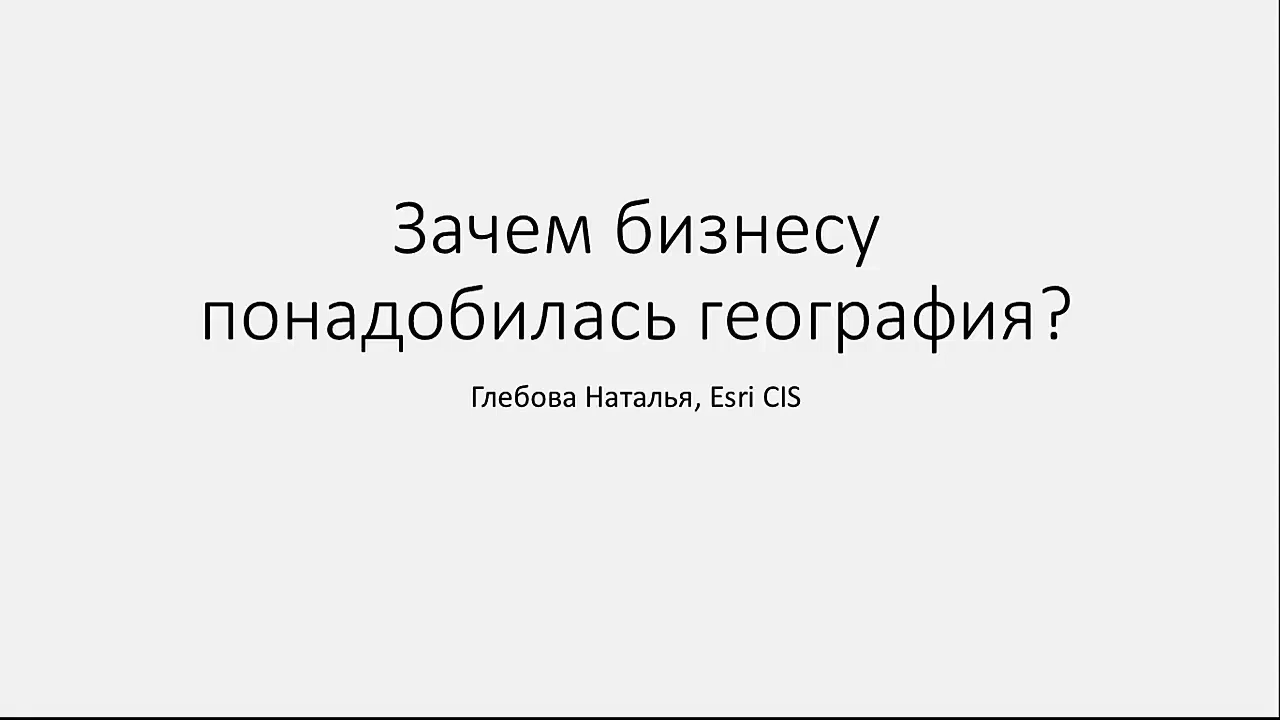 Зачем бизнесу
понадобилась география?
Глебова Наталья, Esri CIS